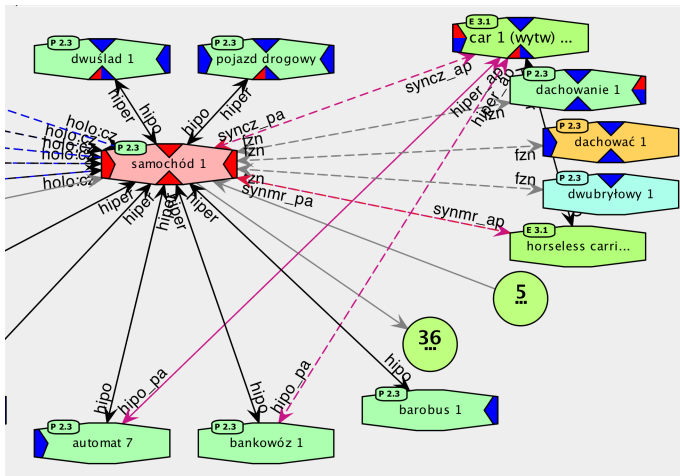 E 3.1
car 1 (wytw) ...
P 2.3
dwuślad 1
P 2.3
pojazd drogowy
P 2.3
dachowanie 1
hiper
hipo
hipo
hiper
syncz_ap
hiper_ap
hiper_ap
syncz_pa
fzn
fzn
holo:cz
holo:cz
holo:cz
holo:cz
P 2.3
samochód 1
P 2.3
dachować 1
fzn
fzn
fzn
P 2.3
dwubryłowy 1
synmr_pa
synmr_ap
hiper
hiper
hiper
hiper
hiper
E 3.1
horseless carri...
5
...
36
...
hipo
hipo_pa
hipo
hipo_pa
hipo
P 2.3
barobus 1
P 2.3
automat 7
P 2.3
bankowóz 1